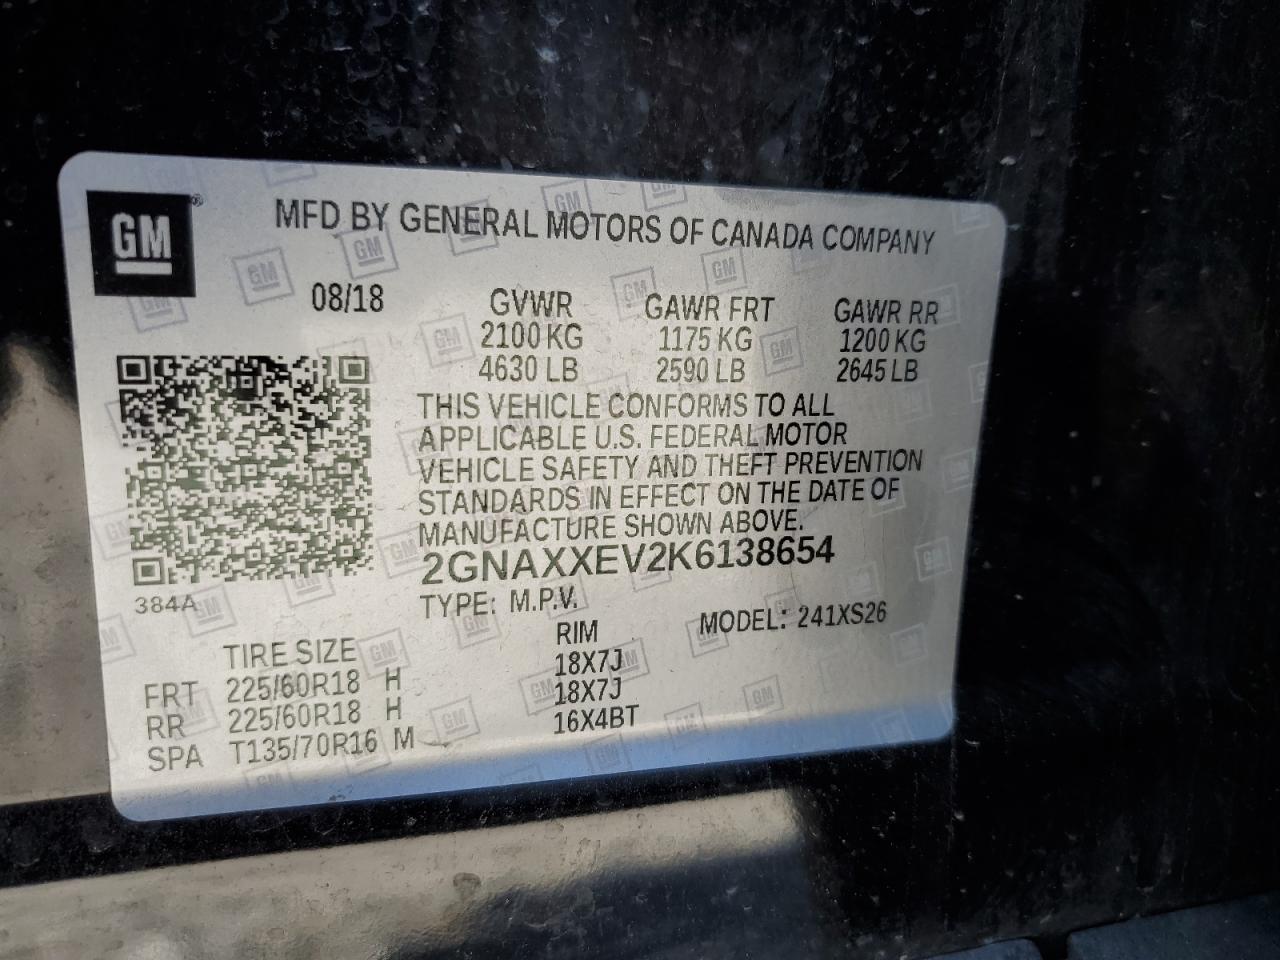 GM ® MFD BY GENERAL MOTORS OF CANADA COMPANY
08/18 GVWR GAWR FRT GAWR RR
2100 KG 1175 KG 1200 KG
4630 LB 2590 LB 2645 LB
THIS VEHICLE CONFORMS TO ALL
APPLICABLE U.S. FEDERAL MOTOR
VEHICLE SAFETY AND THEFT PREVENTION
STANDARDS IN EFFECT ON THE DATE OF
MANUFACTURE SHOWN ABOVE.
2GNAXXEV2K6138654
384A TYPE: M.P.V. MODEL: 241XS26
TIRE SIZE RIM
FRT 225/60R18 H 18X7J
RR 225/60R18 H 18X7J
SPA T135/70R16 M 16X4BT